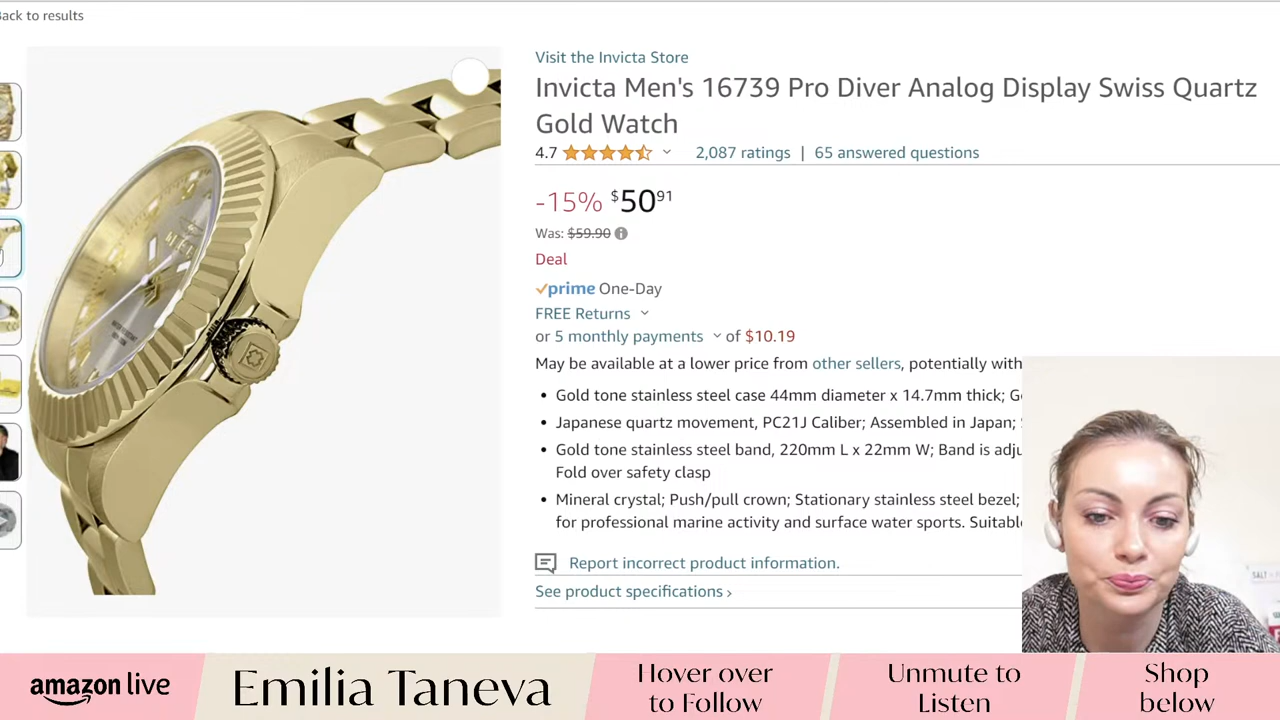 Back to results
Visit the Invicta Store
Invicta Men's 16739 Pro Diver Analog Display Swiss Quartz
Gold Watch
4.7 2,087 ratings | 65 answered questions
-15% $50 91
Was: $59.90
Deal
prime One-Day
FREE Returns
or 5 monthly payments of $10.19
May be available at a lower price from other sellers, potentially with
• Gold tone stainless steel case 44mm diameter x 14.7mm thick;
• Japanese quartz movement, PC21J Caliber; Assembled in Japan;
• Gold tone stainless steel band, 220mm L x 22mm W; Band is
Fold over safety clasp
• Mineral crystal; Push/pull crown; Stationary stainless steel bezel;
for professional marine activity and surface water sports.
Report incorrect product information.
See product specifications ›
SALT
amazon live
Emilia Taneva
Hover over
to Follow
Unmute to
Listen
Shop
below